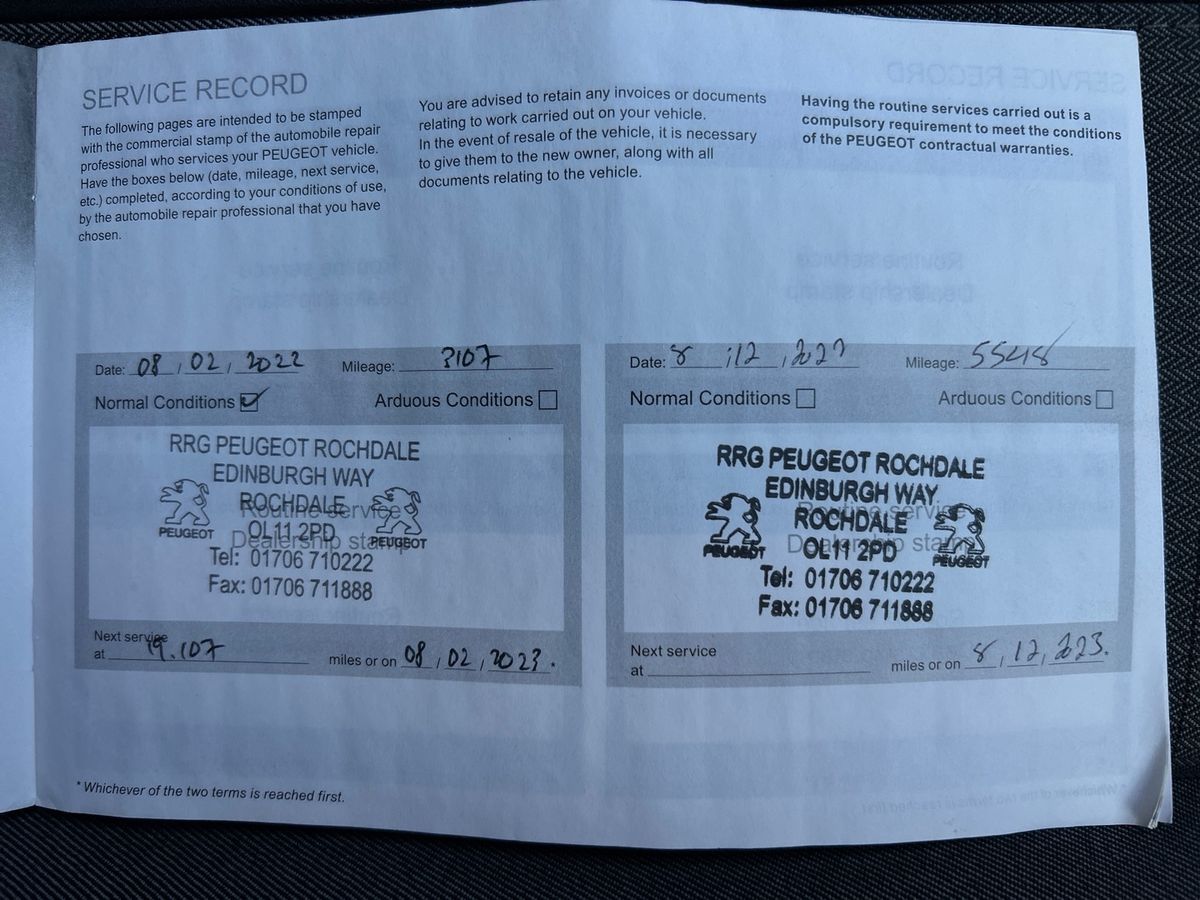 SERVICE RECORD
The following pages are intended to be stamped
with the commercial stamp of the automobile repair
professional who services your PEUGEOT vehicle.
Have the boxes below (date, mileage, next service,
etc.) completed, according to your conditions of use,
by the automobile repair professional that you have
chosen.
You are advised to retain any invoices or documents
relating to work carried out on your vehicle.
In the event of resale of the vehicle, it is necessary
to give them to the new owner, along with all
documents relating to the vehicle.
Having the routine services carried out is a
compulsory requirement to meet the conditions
of the PEUGEOT contractual warranties.
Date: 08 / 02 / 2022 Mileage: 3107
Normal Conditions Arduous Conditions
RRG PEUGEOT ROCHDALE
EDINBURGH WAY
ROCHDALE
Routine service
OL11 2PD
Dealership stamp
PEUGEOT PEUGEOT
Tel: 01706 710222
Fax: 01706 711888
Next service
at 19.107 miles or on 08 / 02 / 2023.
Date: 8 / 12 / 2022 Mileage:
Normal Conditions Arduous Conditions
RRG PEUGEOT ROCHDALE
EDINBURGH WAY
Routine service
ROCHDALE
Dealership stamp
OL11 2PD
PEUGEOT PEUGEOT
Tel: 01706 710222
Fax: 01706 711888
Next service
at miles or on 8 / 12 / 2023.
* Whichever of the two terms is reached first.